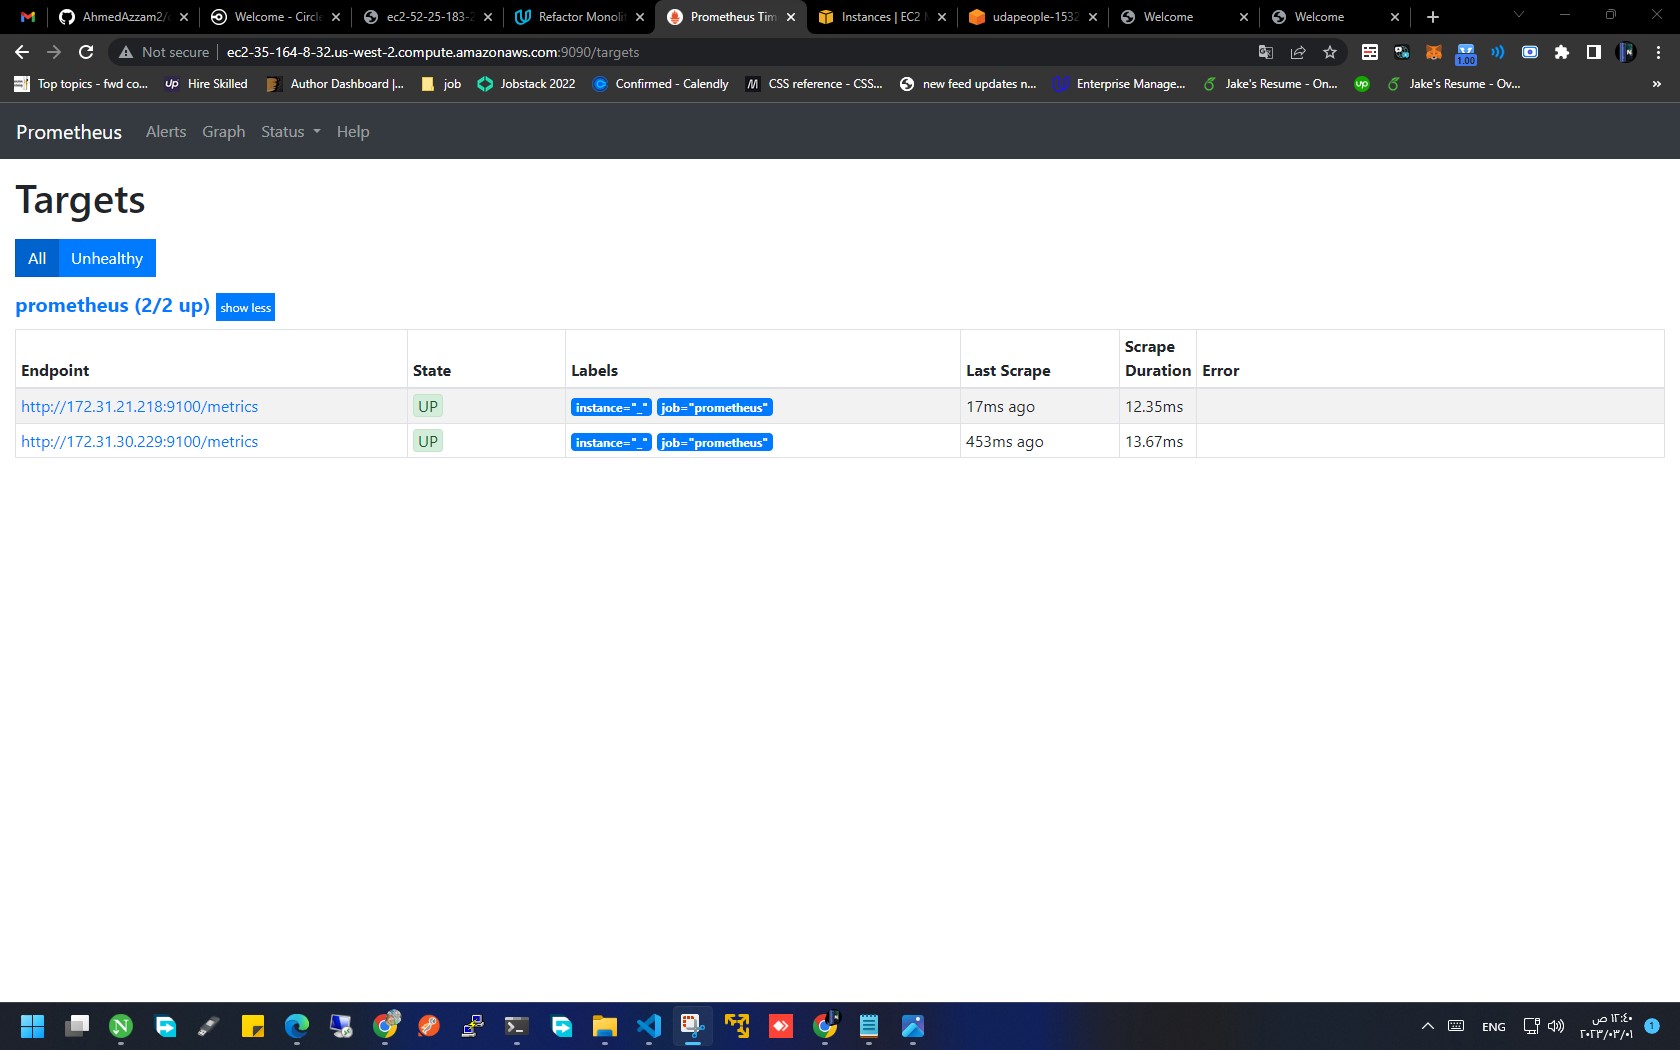 AhmedAzzam2/
Welcome - Circle
ec2-52-25-183-2
Refactor Monolit
Prometheus Tim
Instances | EC2 M
udapeople-1532
Welcome
Welcome
Not secure
ec2-35-164-8-32.us-west-2.compute.amazonaws.com:9090/targets
1.00
Top topics - fwd co...
Hire Skilled
Author Dashboard |...
job
Jobstack 2022
Confirmed - Calendly
CSS reference - CSS...
new feed updates n...
Enterprise Manage...
Jake's Resume - On...
Jake's Resume - Ov...
»
Prometheus Alerts Graph Status Help
Targets
All Unhealthy
prometheus (2/2 up) show less
Endpoint State Labels Last Scrape Scrape Duration Error
http://172.31.21.218:9100/metrics UP instance="_" job="prometheus" 17ms ago 12.35ms
http://172.31.30.229:9100/metrics UP instance="_" job="prometheus" 453ms ago 13.67ms
ENG
١٢:٤٠ ص
٢٠٢٣/٠٣/٠١
1